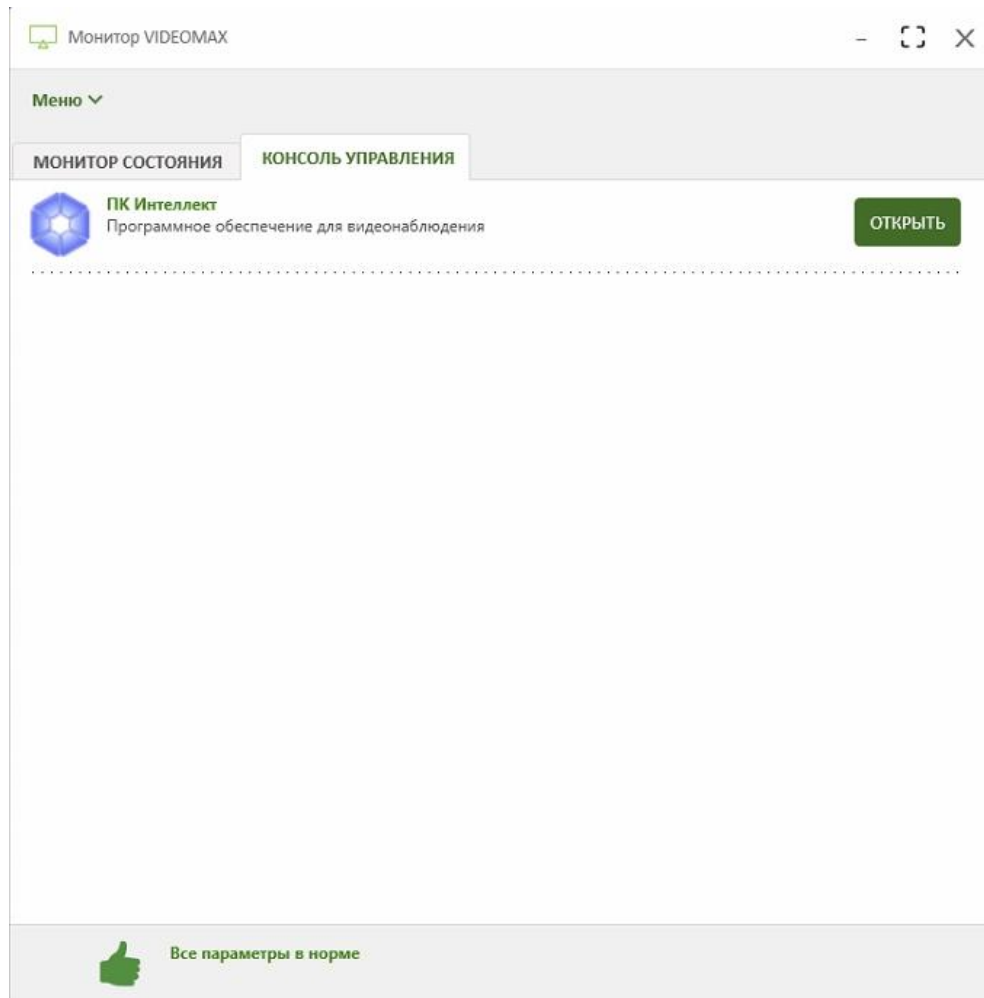 Монитор VIDEOMAX
Меню
МОНИТОР СОСТОЯНИЯ
КОНСОЛЬ УПРАВЛЕНИЯ
ПК Интеллект
Программное обеспечение для видеонаблюдения
ОТКРЫТЬ
Все параметры в норме